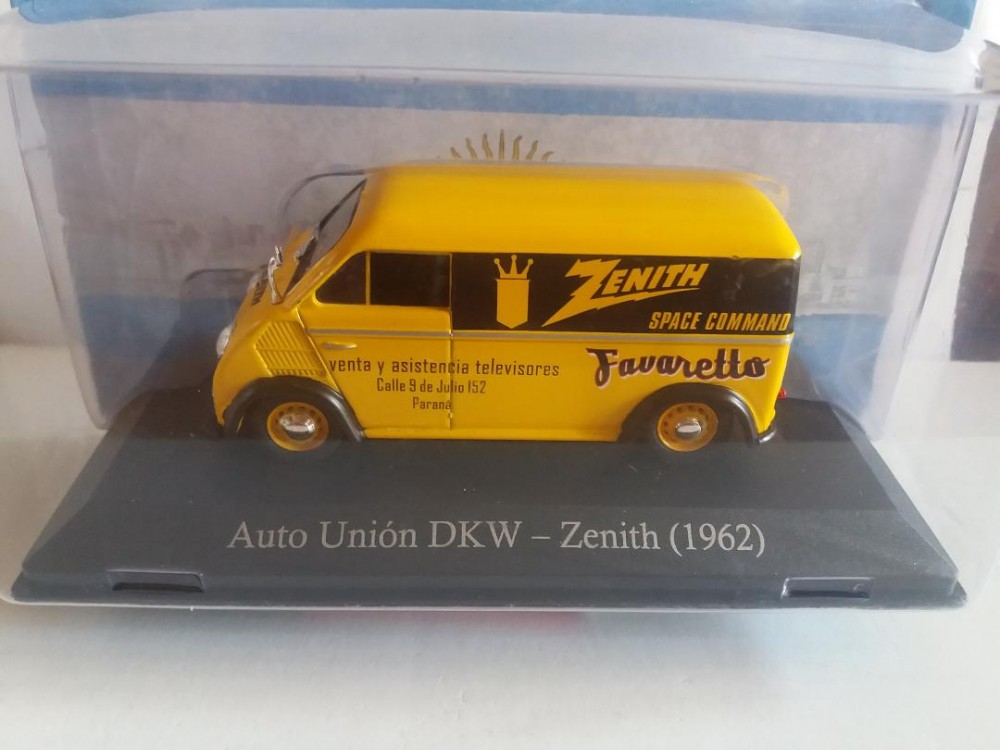 ZENITH
SPACE COMMAND
Favaretto
venta y asistencia televisores
Calle 9 de Julio 152
Paraná
Auto Unión DKW – Zenith (1962)